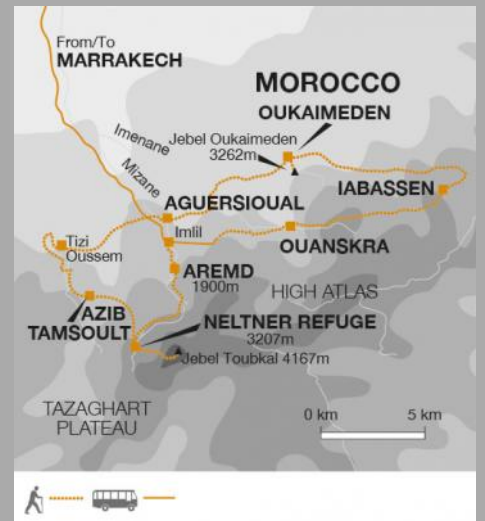 From/To
MARRAKECH
MOROCCO
OUKAIMEDEN
Imenane
Jebel Oukaimeden
3262m
Mizane
IABASSEN
AGUERSIOUAL
Tizi
Oussem
Imlil
OUANSKRA
AREMD
1900m
HIGH ATLAS
AZIB
TAMSOULT
NELTNER REFUGE
3207m
Jebel Toubkal 4167m
TAZAGHART
PLATEAU
0 km 5 km